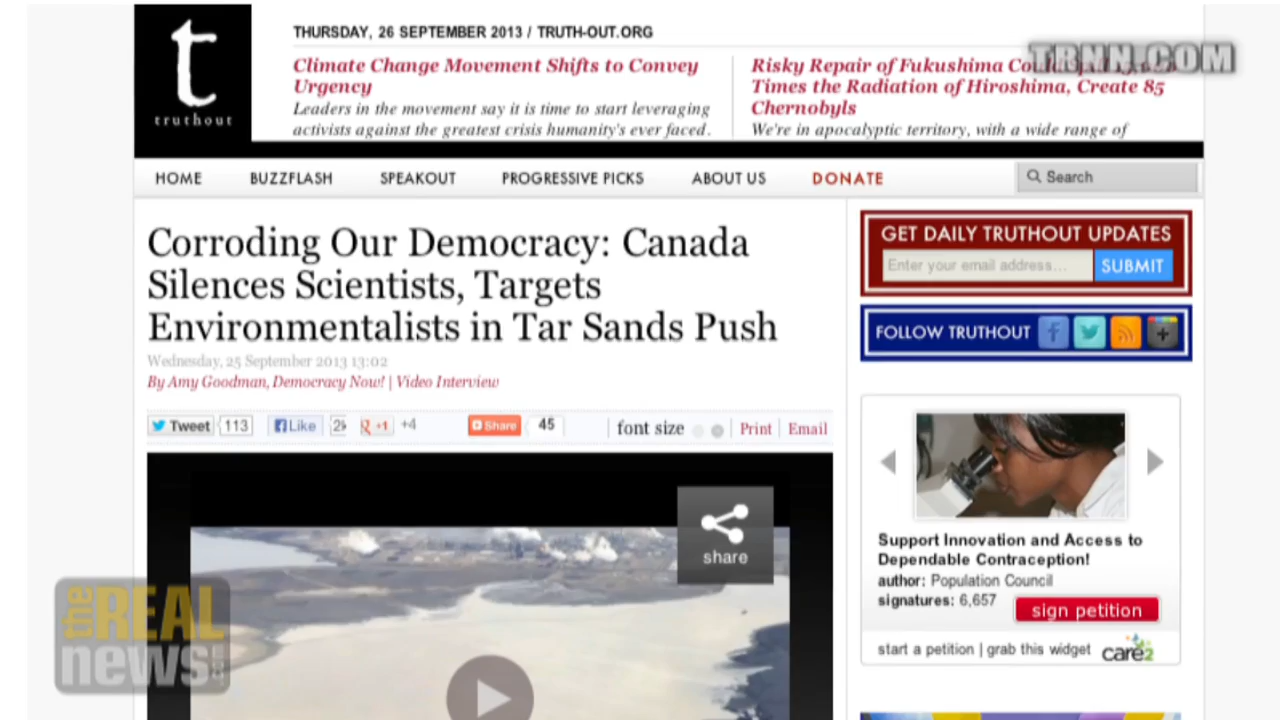 THURSDAY, 26 SEPTEMBER 2013 / TRUTH-OUT.ORG
TRNN.COM
t
truthout
Climate Change Movement Shifts to Convey
Urgency
Leaders in the movement say it is time to start leveraging
activists against the greatest crisis humanity's ever faced.
Risky Repair of Fukushima
Times the Radiation of Hiroshima, Create 85
Chernobyls
We're in apocalyptic territory, with a wide range of
HOME BUZZFLASH SPEAKOUT PROGRESSIVE PICKS ABOUT US DONATE Search
Corroding Our Democracy: Canada
Silences Scientists, Targets
Environmentalists in Tar Sands Push
Wednesday, 25 September 2013 13:02
By Amy Goodman, Democracy Now! | Video Interview
Tweet 113 Like +1 +4 Share 45 font size Print Email
share
GET DAILY TRUTHOUT UPDATES
Enter your email address... SUBMIT
FOLLOW TRUTHOUT
Support Innovation and Access to
Dependable Contraception!
author: Population Council
signatures: 6,657
sign petition
start a petition | grab this widget care2
the REAL
news